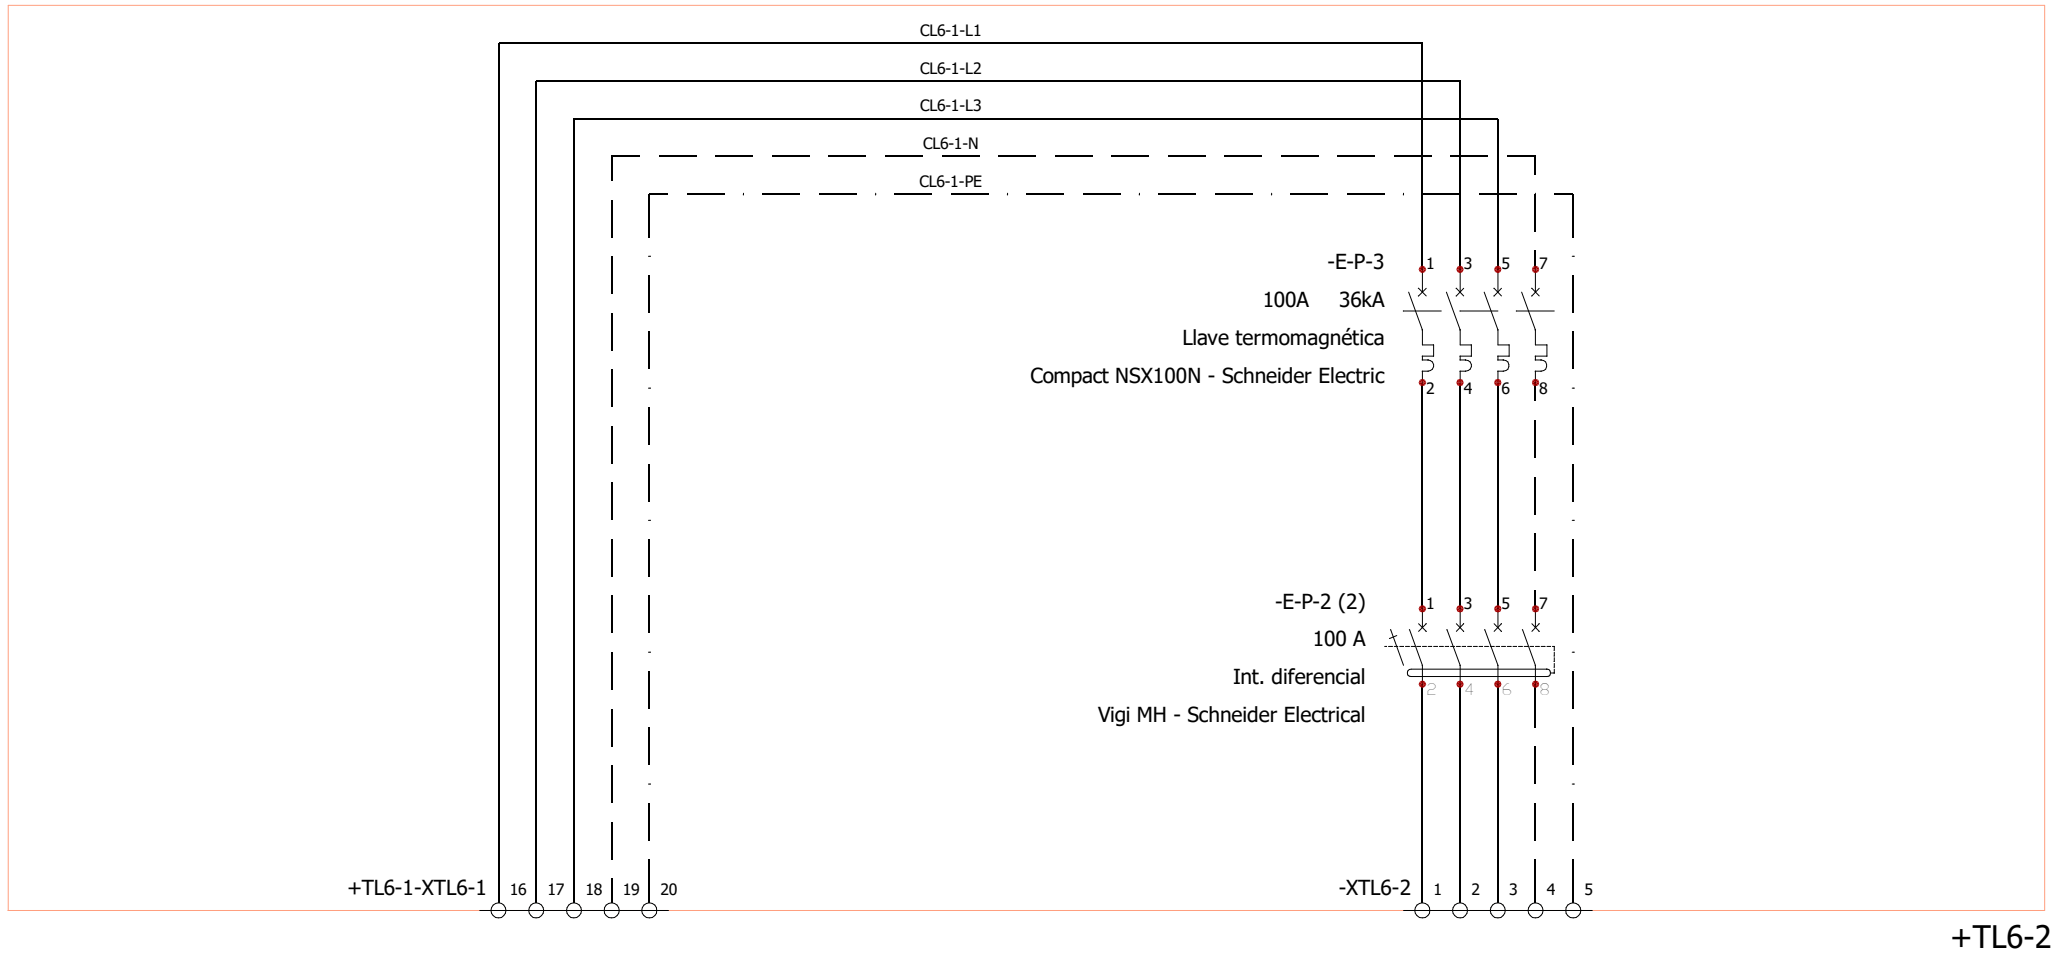 CL6-1-L1
CL6-1-L2
CL6-1-L3
CL6-1-N
CL6-1-PE
-E-P-3 1 3 5 7
100A 36kA
Llave termomagnética
Compact NSX100N - Schneider Electric
2 4 6 8
-E-P-2 (2) 1 3 5 7
100 A
Int. diferencial
2 4 6 8
Vigi MH - Schneider Electrical
+TL6-1-XTL6-1 16 17 18 19 20 -XTL6-2 1 2 3 4 5
+TL6-2